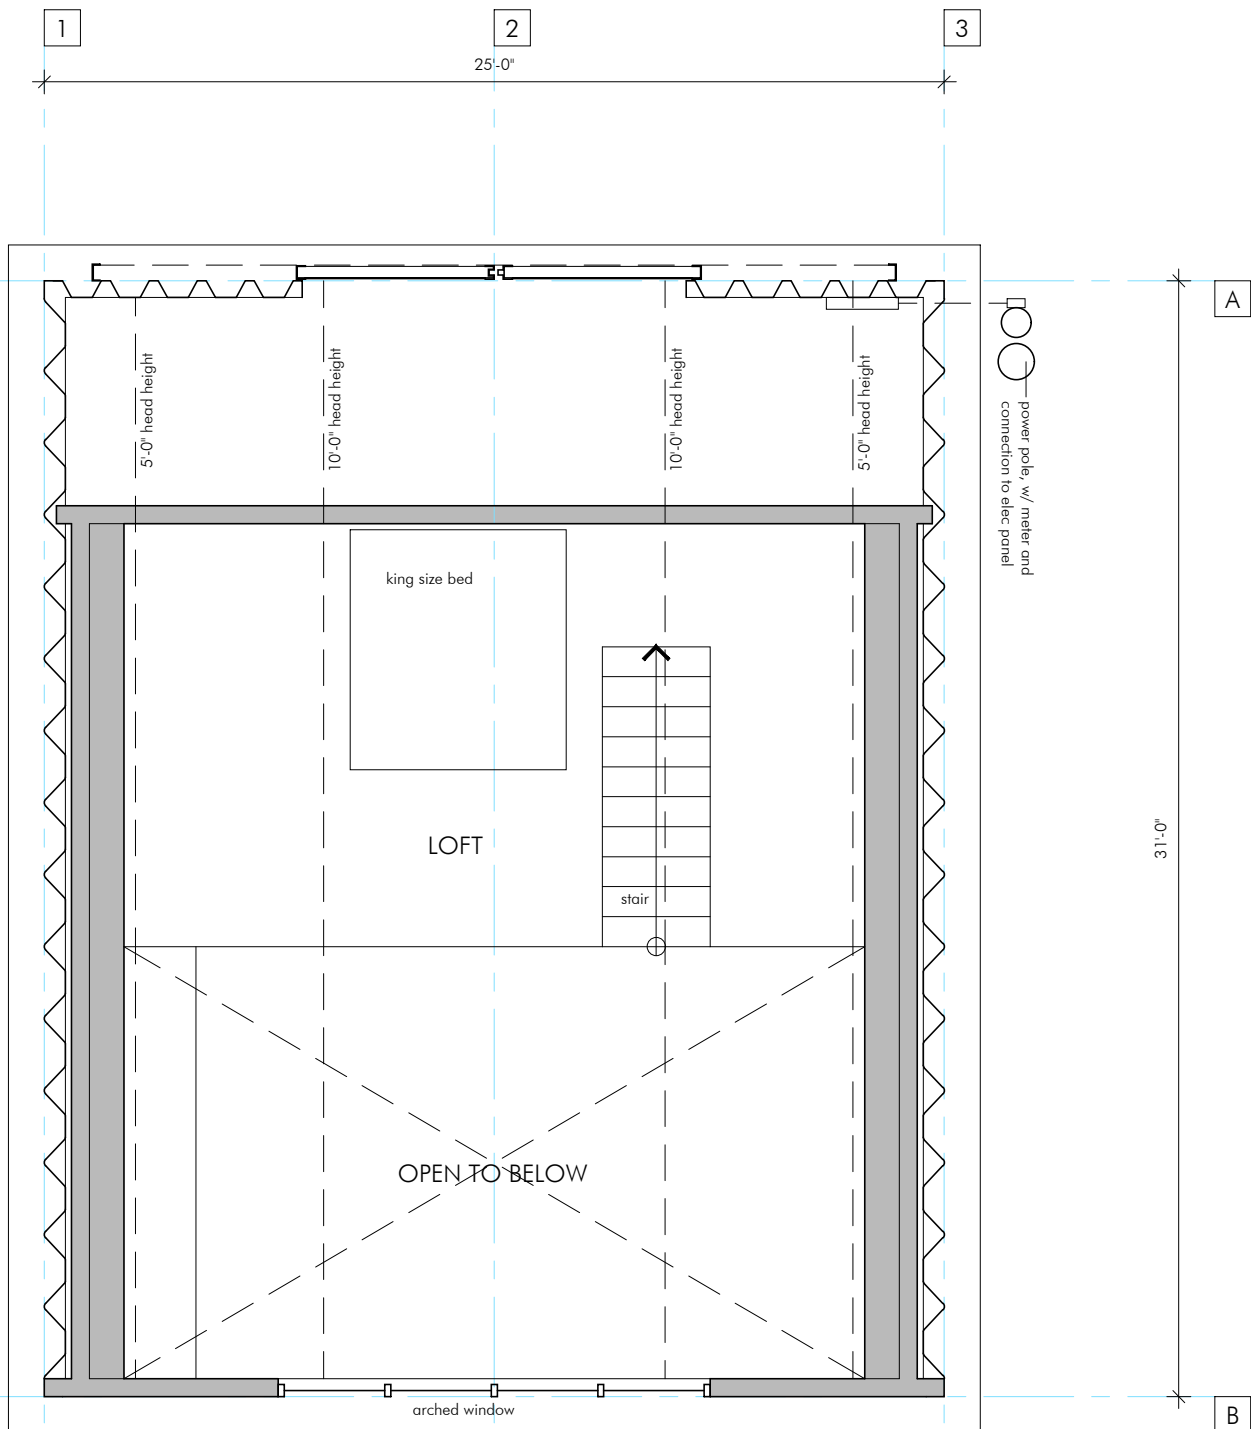 1
2
3
25'-0"
A
5'-0" head height
10'-0" head height
10'-0" head height
5'-0" head height
power pole, w/ meter and
connection to elec panel
king size bed
LOFT
31'-0"
stair
OPEN TO BELOW
arched window
B